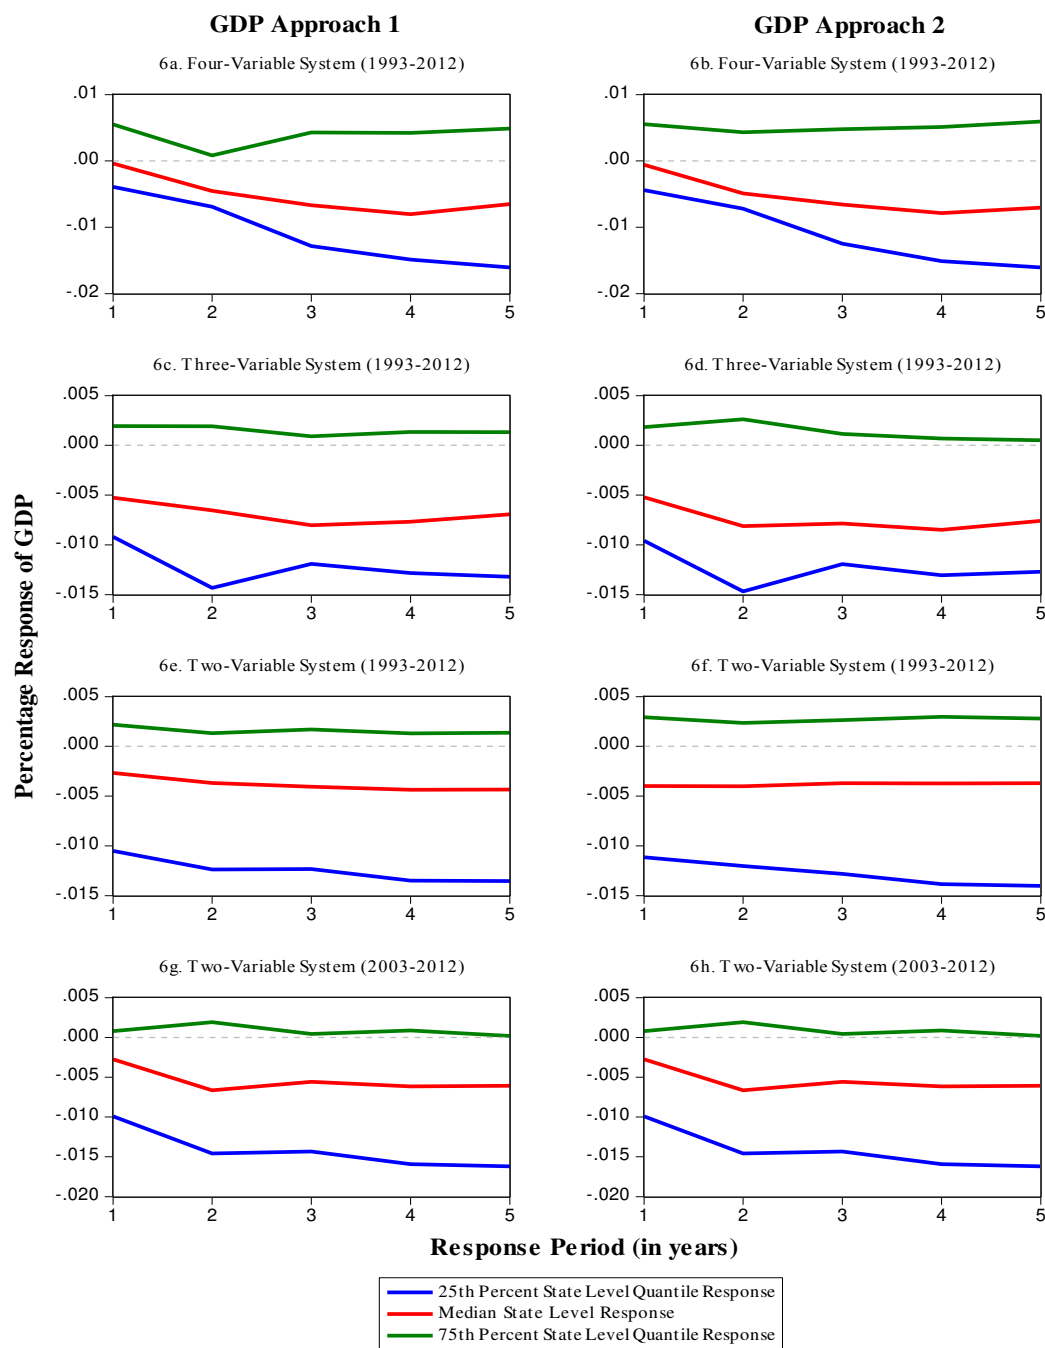 GDP Approach 1
GDP Approach 2
6a. Four-Variable System (1993-2012)
6b. Four-Variable System (1993-2012)
.01
.00
-.01
-.02
1 2 3 4 5
.01
.00
-.01
-.02
1 2 3 4 5
6c. Three-Variable System (1993-2012)
6d. Three-Variable System (1993-2012)
.005
.000
-.005
-.010
-.015
1 2 3 4 5
.005
.000
-.005
-.010
-.015
1 2 3 4 5
Percentage Response of GDP
6e. Two-Variable System (1993-2012)
6f. Two-Variable System (1993-2012)
.005
.000
-.005
-.010
-.015
1 2 3 4 5
.005
.000
-.005
-.010
-.015
1 2 3 4 5
6g. Two-Variable System (2003-2012)
6h. Two-Variable System (2003-2012)
.005
.000
-.005
-.010
-.015
-.020
1 2 3 4 5
.005
.000
-.005
-.010
-.015
-.020
1 2 3 4 5
Response Period (in years)
25th Percent State Level Quantile Response
Median State Level Response
75th Percent State Level Quantile Response